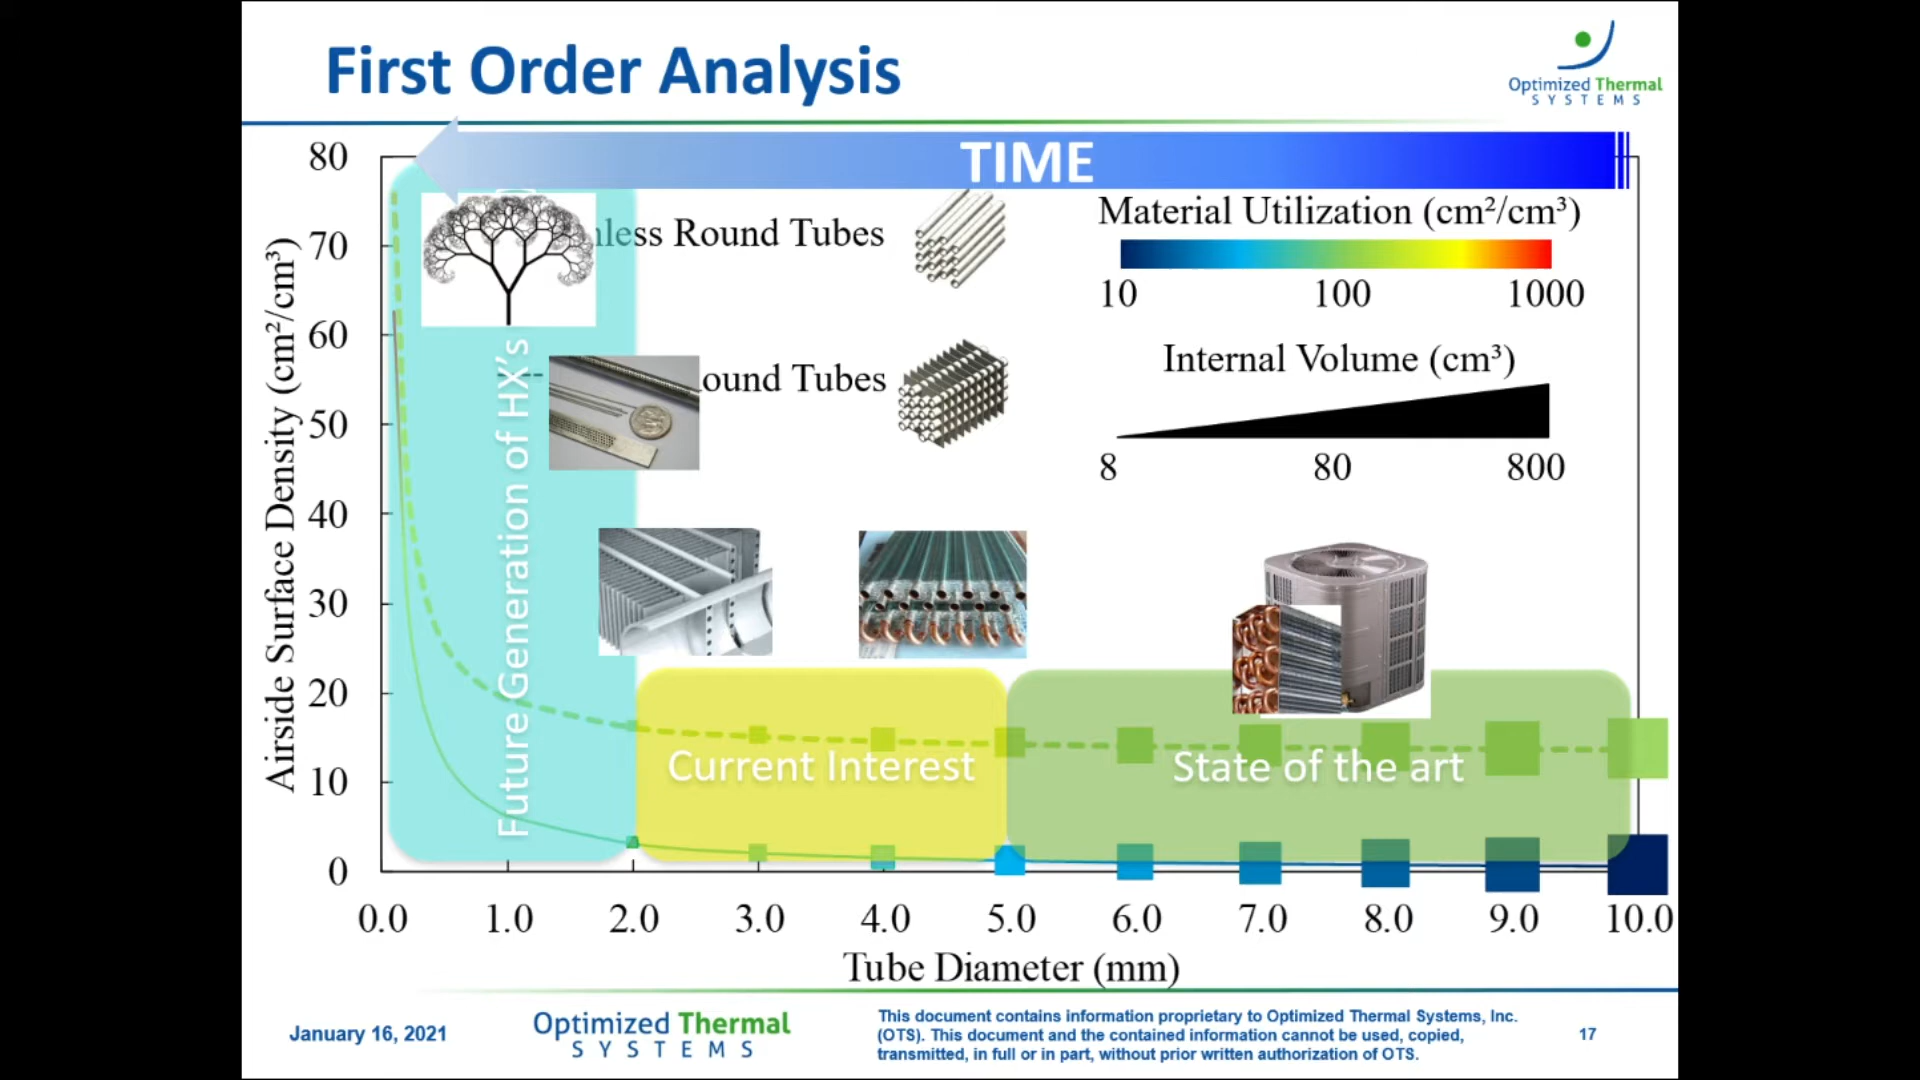 First Order Analysis
Optimized Thermal
SYSTEMS
TIME
80
70
60
50
40
30
20
10
0
Airside Surface Density (cm²/cm³)
Round Tubes
Tubes
Material Utilization (cm²/cm³)
10 100 1000
Internal Volume (cm³)
8 80 800
Future Generation of HX's
Current Interest
State of the art
0.0 1.0 2.0 3.0 4.0 5.0 6.0 7.0 8.0 9.0 10.0
Tube Diameter (mm)
January 16, 2021
Optimized Thermal
SYSTEMS
This document contains information proprietary to Optimized Thermal Systems, Inc.
(OTS). This document and the contained information cannot be used, copied,
transmitted, in full or in part, without prior written authorization of OTS.
17